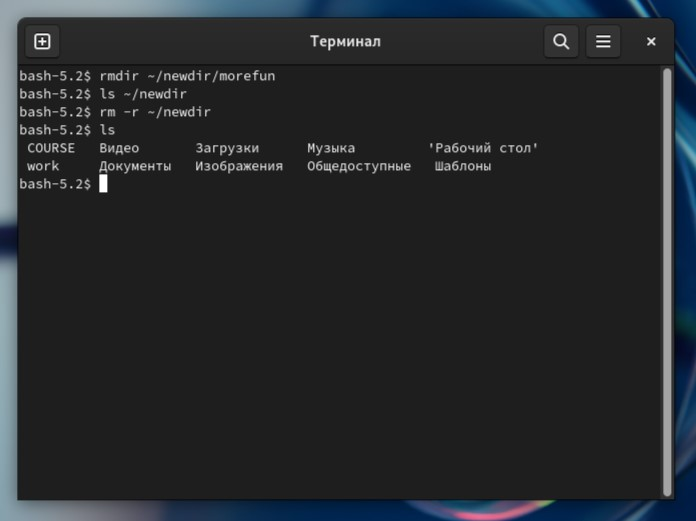 Терминал
bash-5.2$ rmdir ~/newdir/morefun
bash-5.2$ ls ~/newdir
bash-5.2$ rm -r ~/newdir
bash-5.2$ ls
COURSE Видео Загрузки Музыка 'Рабочий стол'
work Документы Изображения Общедоступные Шаблоны
bash-5.2$